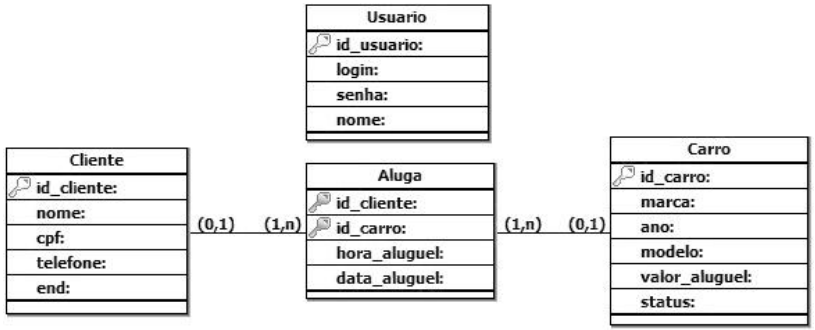 Usuario
id_usuario:
login:
senha:
nome:
Cliente
id_cliente:
nome:
cpf:
telefone:
end:
(0,1)
(1,n)
Aluga
id_cliente:
id_carro:
hora_aluguel:
data_aluguel:
(1,n)
(0,1)
Carro
id_carro:
marca:
ano:
modelo:
valor_aluguel:
status: